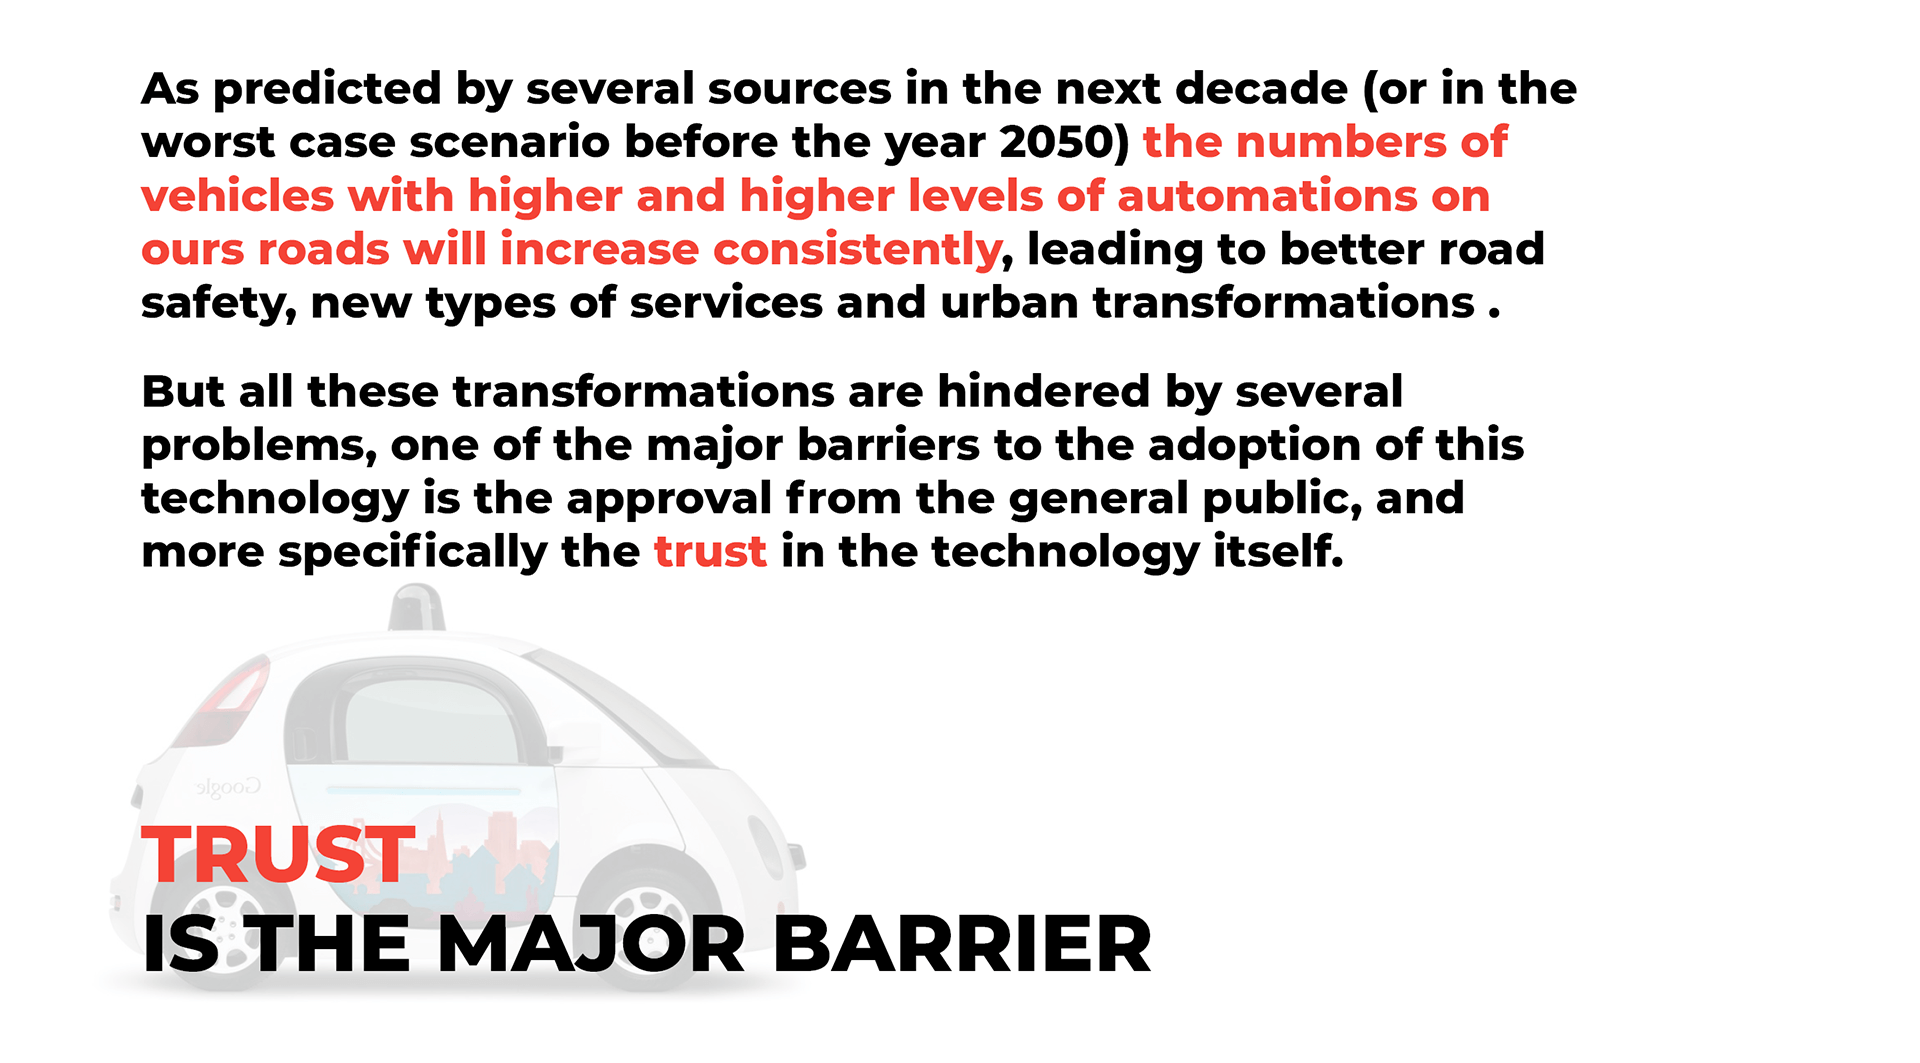 As predicted by several sources in the next decade (or in the
worst case scenario before the year 2050) the numbers of
vehicles with higher and higher levels of automations on
ours roads will increase consistently, leading to better road
safety, new types of services and urban transformations .
But all these transformations are hindered by several
problems, one of the major barriers to the adoption of this
technology is the approval from the general public, and
more specifically the trust in the technology itself.
Google
TRUST
IS THE MAJOR BARRIER